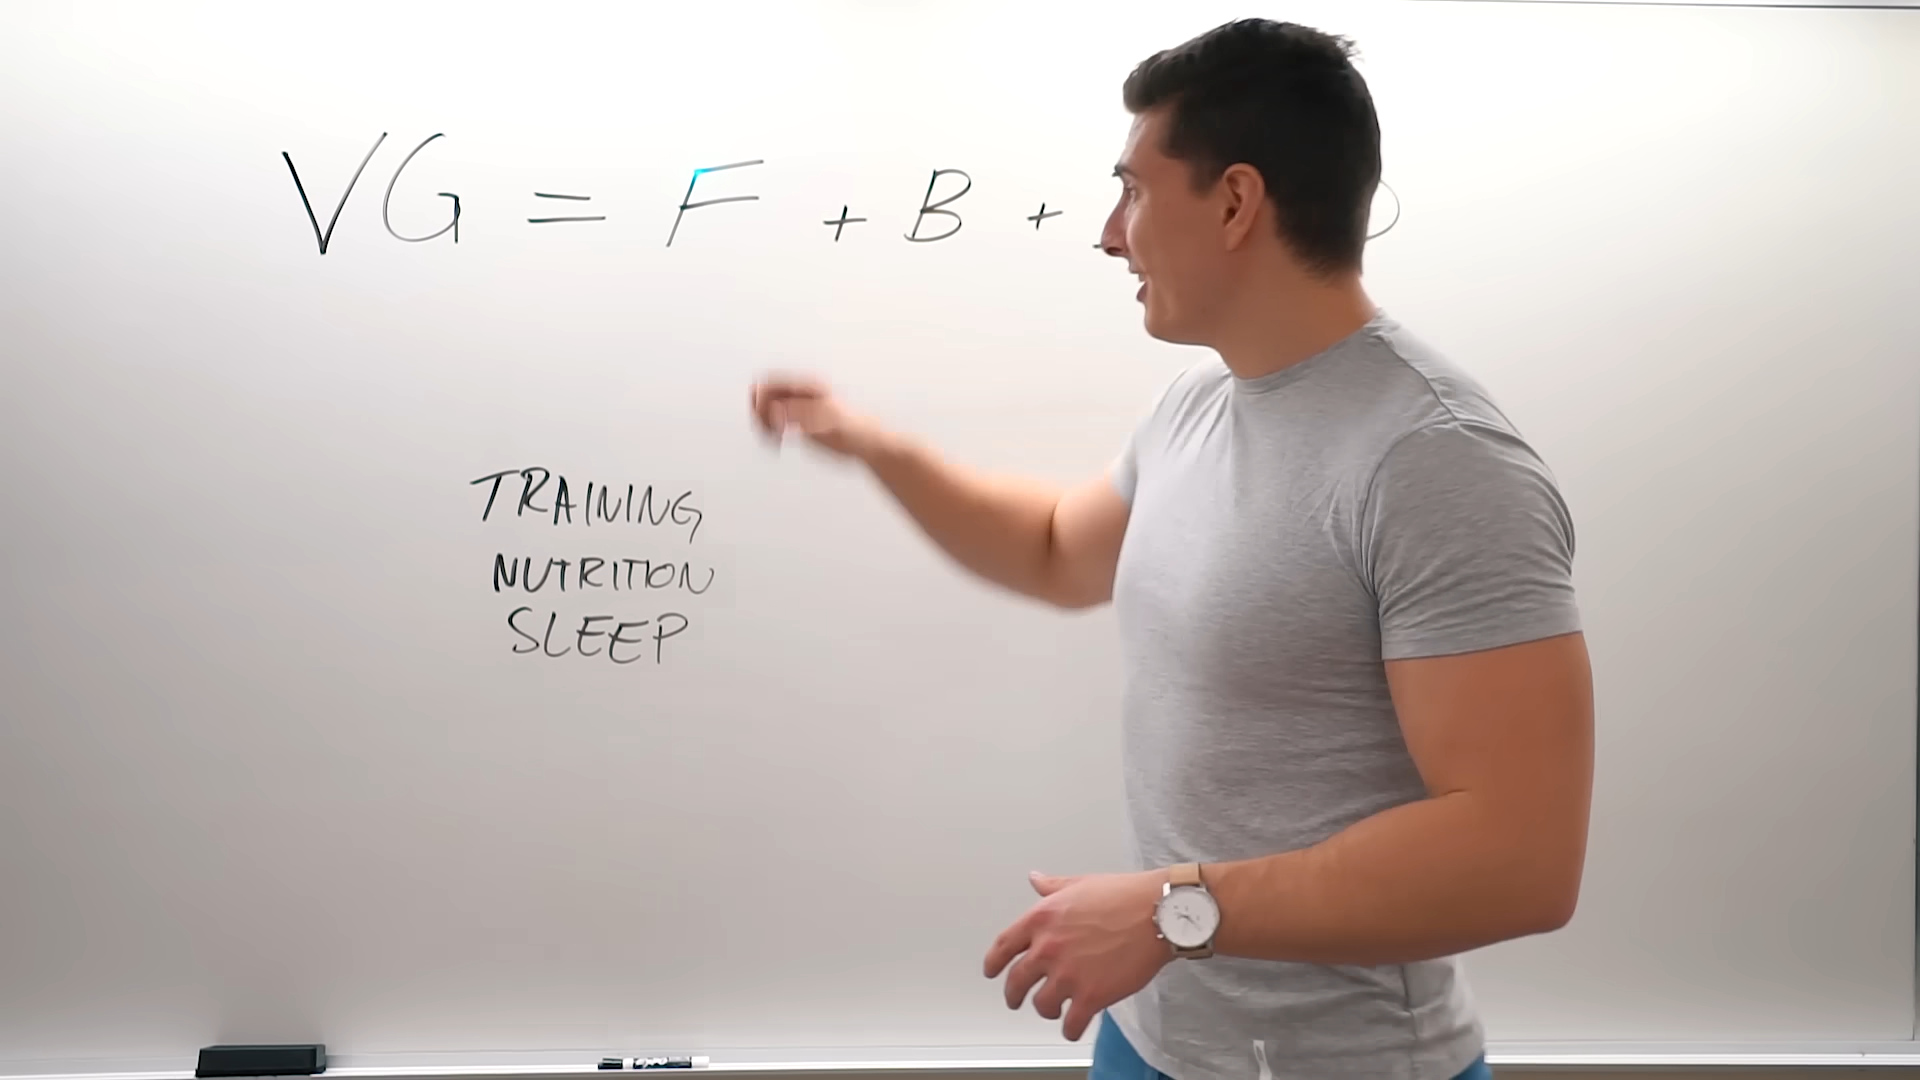 VG = F + B +
TRAINING
NUTRITION
SLEEP